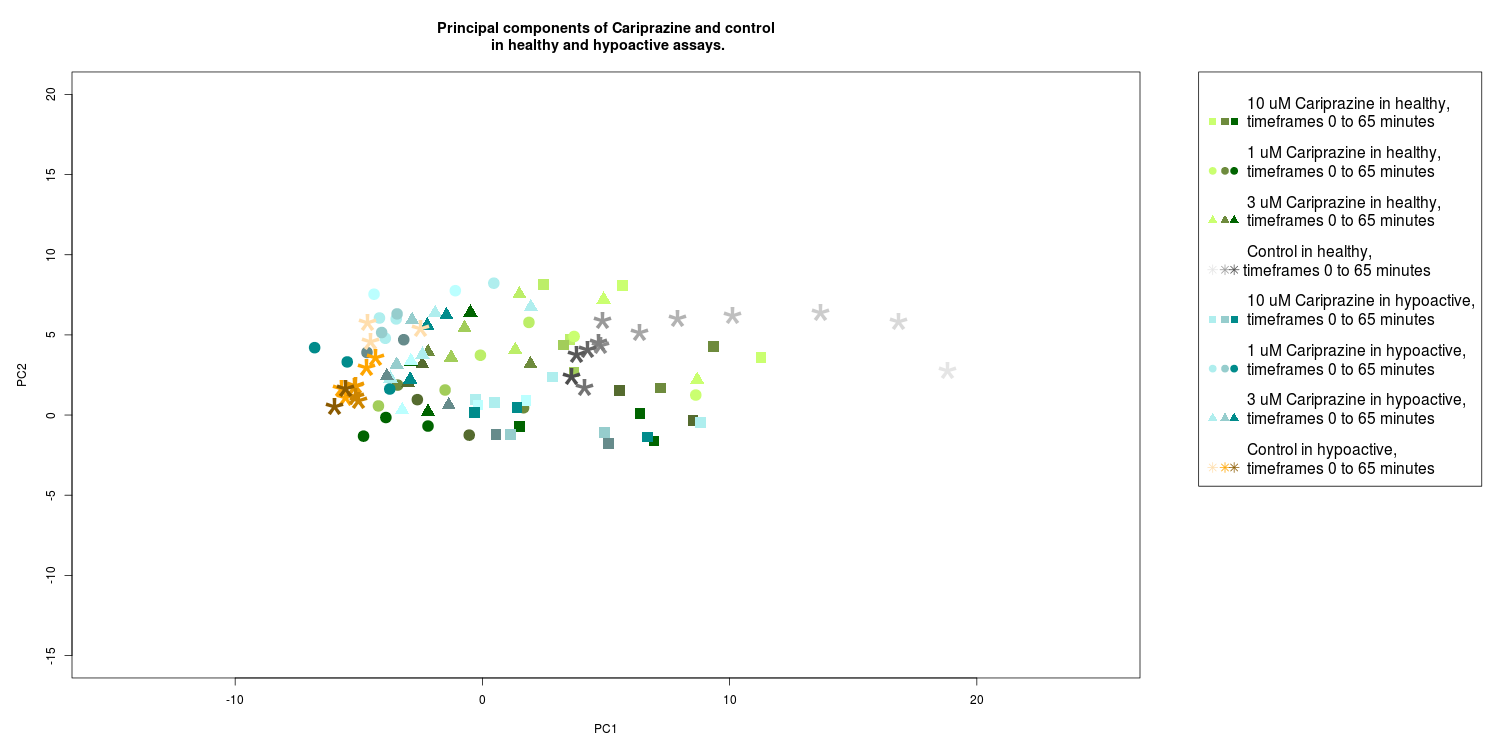 Principal components of Cariprazine and control
in healthy and hypoactive assays.
20
15
10
5
0
-5
-10
-15
PC2
-10
0
10
20
PC1
10 uM Cariprazine in healthy,
timeframes 0 to 65 minutes
1 uM Cariprazine in healthy,
timeframes 0 to 65 minutes
3 uM Cariprazine in healthy,
timeframes 0 to 65 minutes
Control in healthy,
timeframes 0 to 65 minutes
10 uM Cariprazine in hypoactive,
timeframes 0 to 65 minutes
1 uM Cariprazine in hypoactive,
timeframes 0 to 65 minutes
3 uM Cariprazine in hypoactive,
timeframes 0 to 65 minutes
Control in hypoactive,
timeframes 0 to 65 minutes